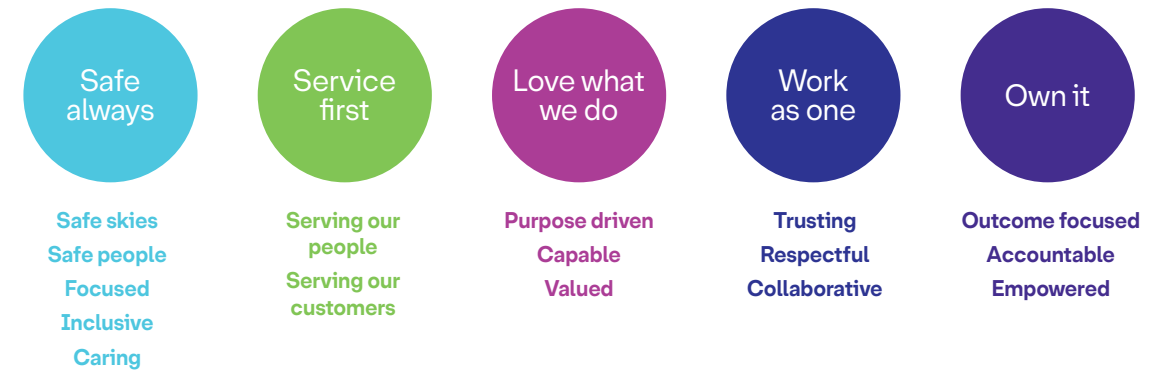 Safe
always
Safe skies
Safe people
Focused
Inclusive
Caring
Service
first
Serving our
people
Serving our
customers
Love what
we do
Purpose driven
Capable
Valued
Work
as one
Trusting
Respectful
Collaborative
Own it
Outcome focused
Accountable
Empowered